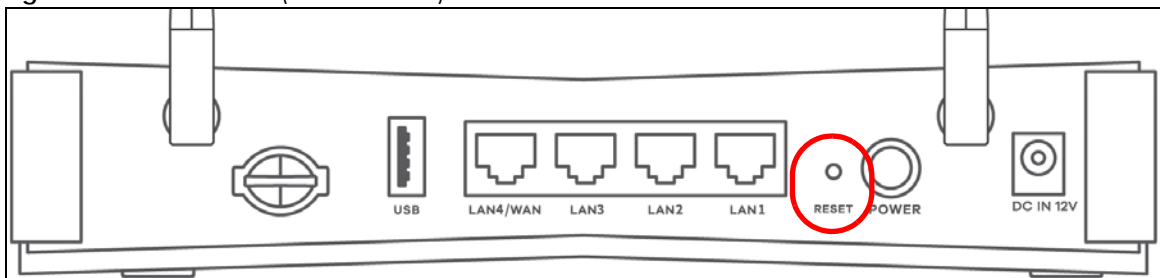 USB
LAN4/WAN
LAN3
LAN2
LAN1
RESET
POWER
DC IN 12V